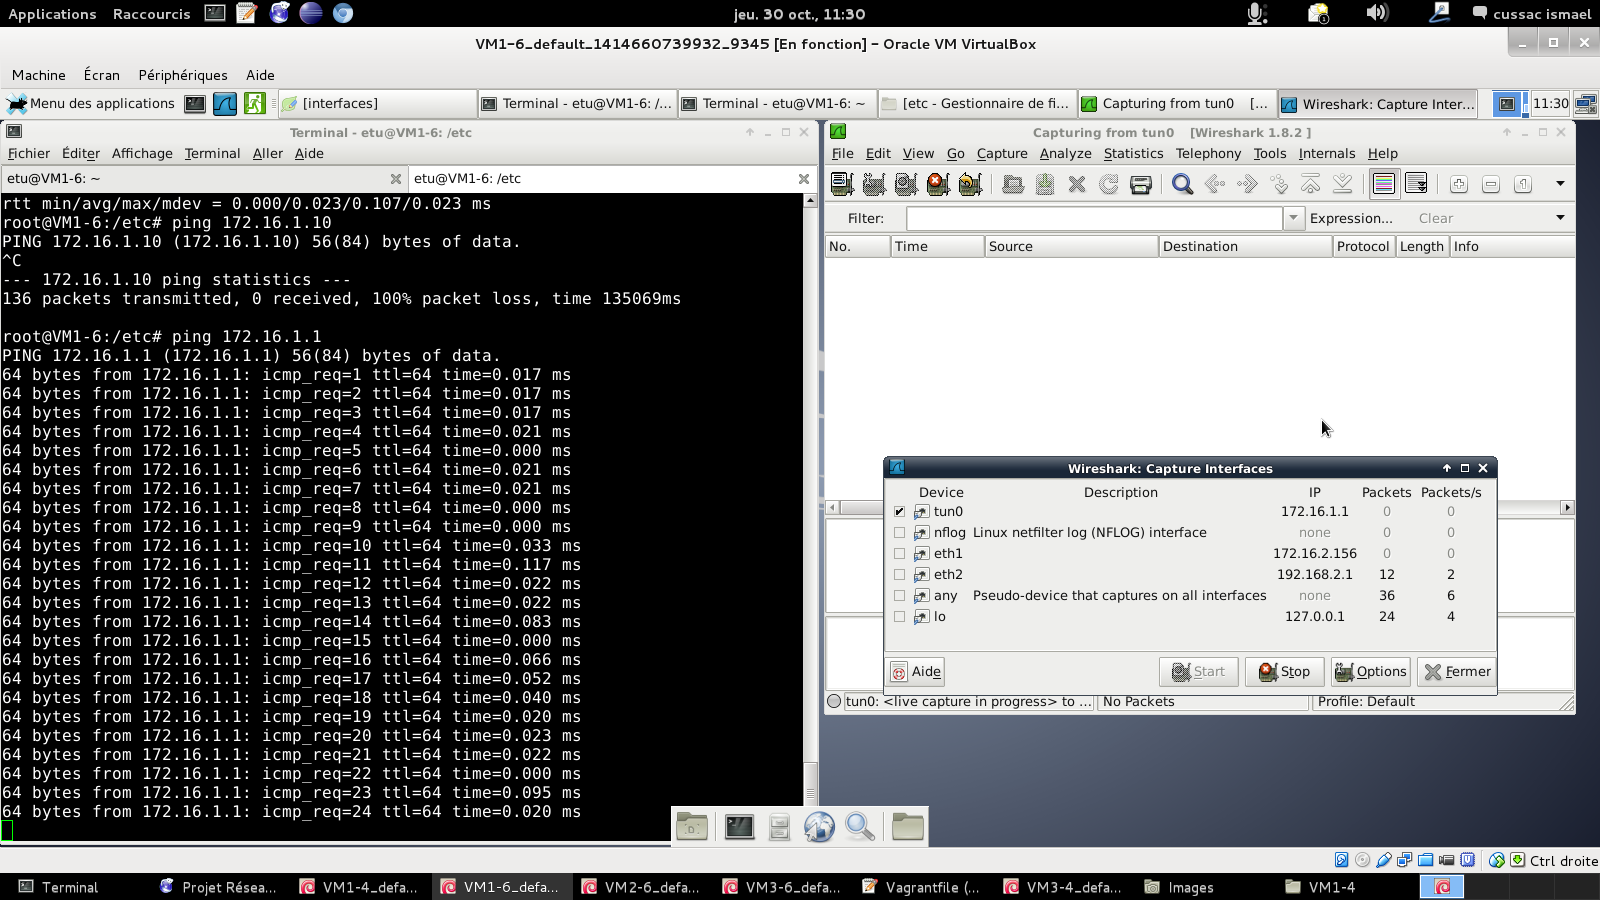 Applications Raccourcis jeu. 30 oct., 11:30 cussac ismael
VM1-6_default_1414660739932_9345 [En fonction] - Oracle VM VirtualBox
Machine Écran Périphériques Aide
Menu des applications [interfaces] Terminal - etu@VM1-6: /... Terminal - etu@VM1-6: ~ [etc - Gestionnaire de fi... Capturing from tun0 [... Wireshark: Capture Inter... 11:30
Terminal - etu@VM1-6: /etc
Fichier Éditer Affichage Terminal Aller Aide
etu@VM1-6: ~ etu@VM1-6: /etc
rtt min/avg/max/mdev = 0.000/0.023/0.107/0.023 ms
root@VM1-6:/etc# ping 172.16.1.10
PING 172.16.1.10 (172.16.1.10) 56(84) bytes of data.
^C
--- 172.16.1.10 ping statistics ---
136 packets transmitted, 0 received, 100% packet loss, time 135069ms
root@VM1-6:/etc# ping 172.16.1.1
PING 172.16.1.1 (172.16.1.1) 56(84) bytes of data.
64 bytes from 172.16.1.1: icmp_req=1 ttl=64 time=0.017 ms
64 bytes from 172.16.1.1: icmp_req=2 ttl=64 time=0.017 ms
64 bytes from 172.16.1.1: icmp_req=3 ttl=64 time=0.017 ms
64 bytes from 172.16.1.1: icmp_req=4 ttl=64 time=0.021 ms
64 bytes from 172.16.1.1: icmp_req=5 ttl=64 time=0.000 ms
64 bytes from 172.16.1.1: icmp_req=6 ttl=64 time=0.021 ms
64 bytes from 172.16.1.1: icmp_req=7 ttl=64 time=0.021 ms
64 bytes from 172.16.1.1: icmp_req=8 ttl=64 time=0.000 ms
64 bytes from 172.16.1.1: icmp_req=9 ttl=64 time=0.000 ms
64 bytes from 172.16.1.1: icmp_req=10 ttl=64 time=0.033 ms
64 bytes from 172.16.1.1: icmp_req=11 ttl=64 time=0.117 ms
64 bytes from 172.16.1.1: icmp_req=12 ttl=64 time=0.022 ms
64 bytes from 172.16.1.1: icmp_req=13 ttl=64 time=0.022 ms
64 bytes from 172.16.1.1: icmp_req=14 ttl=64 time=0.083 ms
64 bytes from 172.16.1.1: icmp_req=15 ttl=64 time=0.000 ms
64 bytes from 172.16.1.1: icmp_req=16 ttl=64 time=0.066 ms
64 bytes from 172.16.1.1: icmp_req=17 ttl=64 time=0.052 ms
64 bytes from 172.16.1.1: icmp_req=18 ttl=64 time=0.040 ms
64 bytes from 172.16.1.1: icmp_req=19 ttl=64 time=0.020 ms
64 bytes from 172.16.1.1: icmp_req=20 ttl=64 time=0.023 ms
64 bytes from 172.16.1.1: icmp_req=21 ttl=64 time=0.022 ms
64 bytes from 172.16.1.1: icmp_req=22 ttl=64 time=0.000 ms
64 bytes from 172.16.1.1: icmp_req=23 ttl=64 time=0.095 ms
64 bytes from 172.16.1.1: icmp_req=24 ttl=64 time=0.020 ms
Capturing from tun0 [Wireshark 1.8.2 ]
File Edit View Go Capture Analyze Statistics Telephony Tools Internals Help
Filter: Expression... Clear
No. Time Source Destination Protocol Length Info
Wireshark: Capture Interfaces
Device Description IP Packets Packets/s
tun0 172.16.1.1 0 0
nflog Linux netfilter log (NFLOG) interface none 0 0
eth1 172.16.2.156 0 0
eth2 192.168.2.1 12 2
any Pseudo-device that captures on all interfaces none 36 6
lo 127.0.0.1 24 4
Aide Start Stop Options Fermer
tun0: <live capture in progress> to ... No Packets Profile: Default
Ctrl droite
Terminal Projet Résea... VM1-4_defa... VM1-6_defa... VM2-6_defa... VM3-6_defa... Vagrantfile (... VM3-4_defa... Images VM1-4